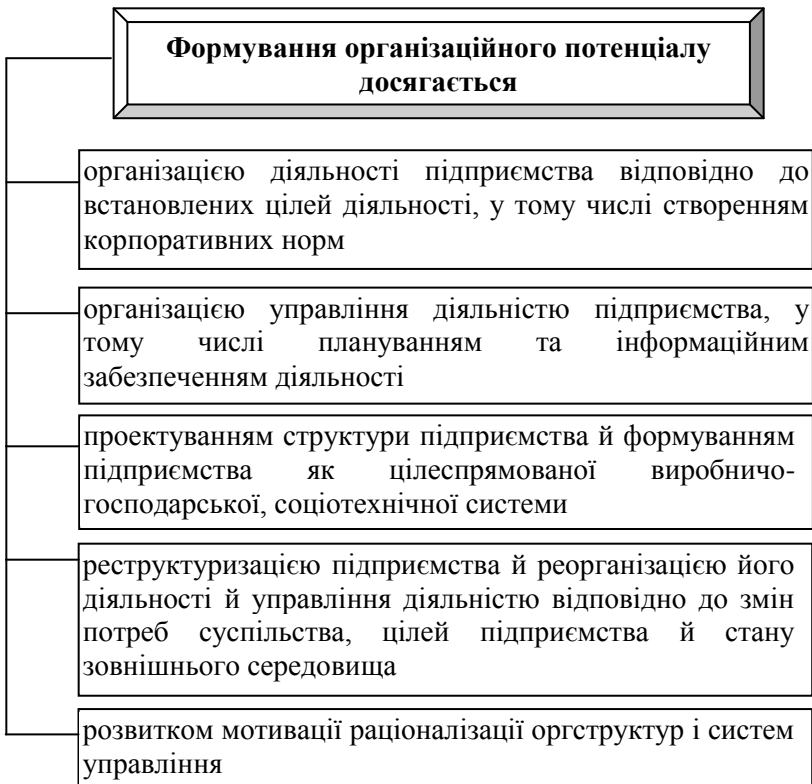 Формування організаційного потенціалу
досягається
організацією діяльності підприємства відповідно до
встановлених цілей діяльності, у тому числі створенням
корпоративних норм
організацією управління діяльністю підприємства, у
тому числі плануванням та інформаційним
забезпеченням діяльності
проектуванням структури підприємства й формуванням
підприємства як цілеспрямованої виробничо-
господарської, соціотехнічної системи
реструктуризацією підприємства й реорганізацією його
діяльності й управління діяльністю відповідно до змін
потреб суспільства, цілей підприємства й стану
зовнішнього середовища
розвитком мотивації раціоналізації оргструктур і систем
управління